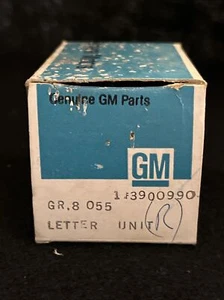 Genuine GM Parts
GM
1 3900990
GR.8 055
LETTER UNIT (R)